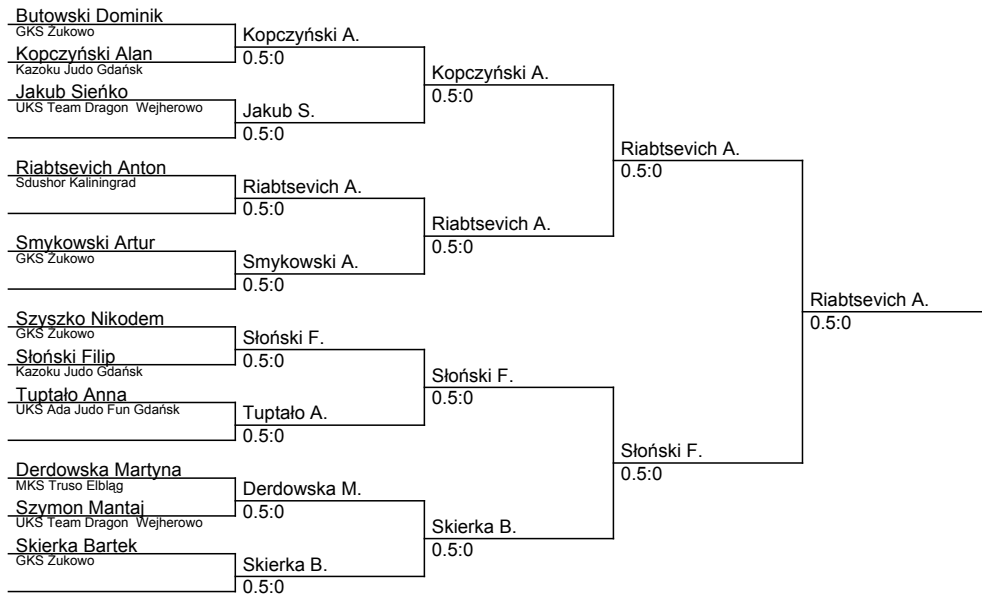 Butowski Dominik
GKS Żukowo
Kopczyński Alan
Kazoku Judo Gdańsk
Jakub Sieńko
UKS Team Dragon  Wejherowo
Riabtsevich Anton
Sdushor Kaliningrad
Smykowski Artur
GKS Żukowo
Szyszko Nikodem
GKS Żukowo
Słoński Filip
Kazoku Judo Gdańsk
Tuptało Anna
UKS Ada Judo Fun Gdańsk
Derdowska Martyna
MKS Truso Elbląg
Szymon Mantaj
UKS Team Dragon  Wejherowo
Skierka Bartek
GKS Żukowo
Kopczyński A.
0.5:0
Jakub S.
0.5:0
Riabtsevich A.
0.5:0
Smykowski A.
0.5:0
Słoński F.
0.5:0
Tuptało A.
0.5:0
Derdowska M.
0.5:0
Skierka B.
0.5:0
Kopczyński A.
0.5:0
Riabtsevich A.
0.5:0
Słoński F.
0.5:0
Skierka B.
0.5:0
Riabtsevich A.
0.5:0
Słoński F.
0.5:0
Riabtsevich A.
0.5:0